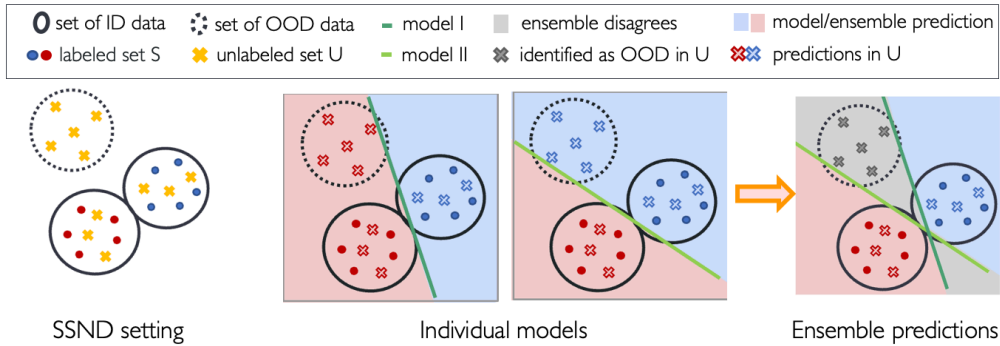 set of ID data set of OOD data model I ensemble disagrees model/ensemble prediction
labeled set S unlabeled set U model II identified as OOD in U predictions in U
SSND setting Individual models Ensemble predictions